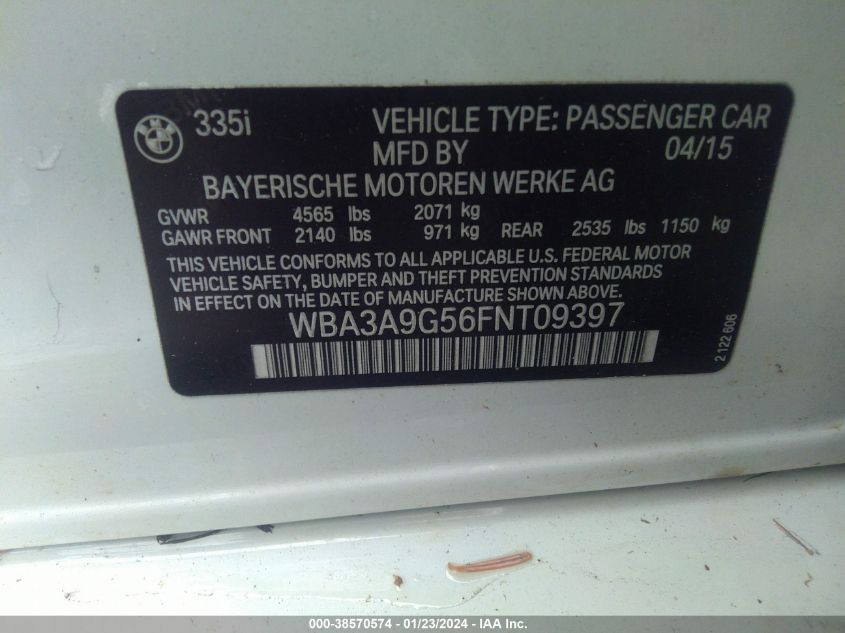 335i VEHICLE TYPE: PASSENGER CAR
MFD BY 04/15
BAYERISCHE MOTOREN WERKE AG
GVWR 4565 lbs 2071 kg
GAWR FRONT 2140 lbs 971 kg REAR 2535 lbs 1150 kg
THIS VEHICLE CONFORMS TO ALL APPLICABLE U.S. FEDERAL MOTOR
VEHICLE SAFETY, BUMPER AND THEFT PREVENTION STANDARDS
IN EFFECT ON THE DATE OF MANUFACTURE SHOWN ABOVE.
WBA3A9G56FNT09397
2 122 606
000-38570574 | 01/23/2024 - IAA Inc.